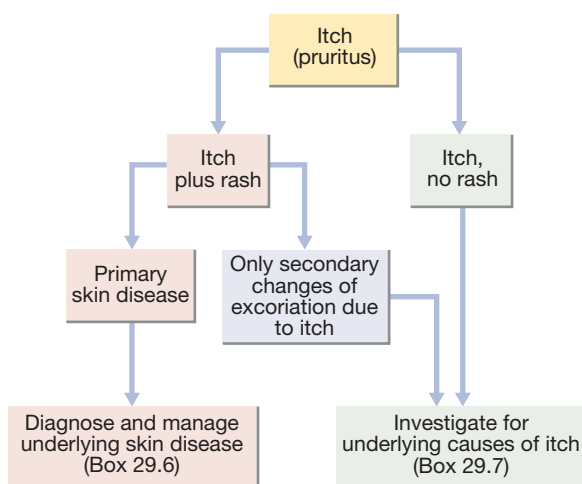 Itch
(pruritus)
Itch
plus rash
Itch,
no rash
Primary
skin disease
Only secondary
changes of
excoriation due
to itch
Diagnose and manage
underlying skin disease
(Box 29.6)
Investigate for
underlying causes of itch
(Box 29.7)